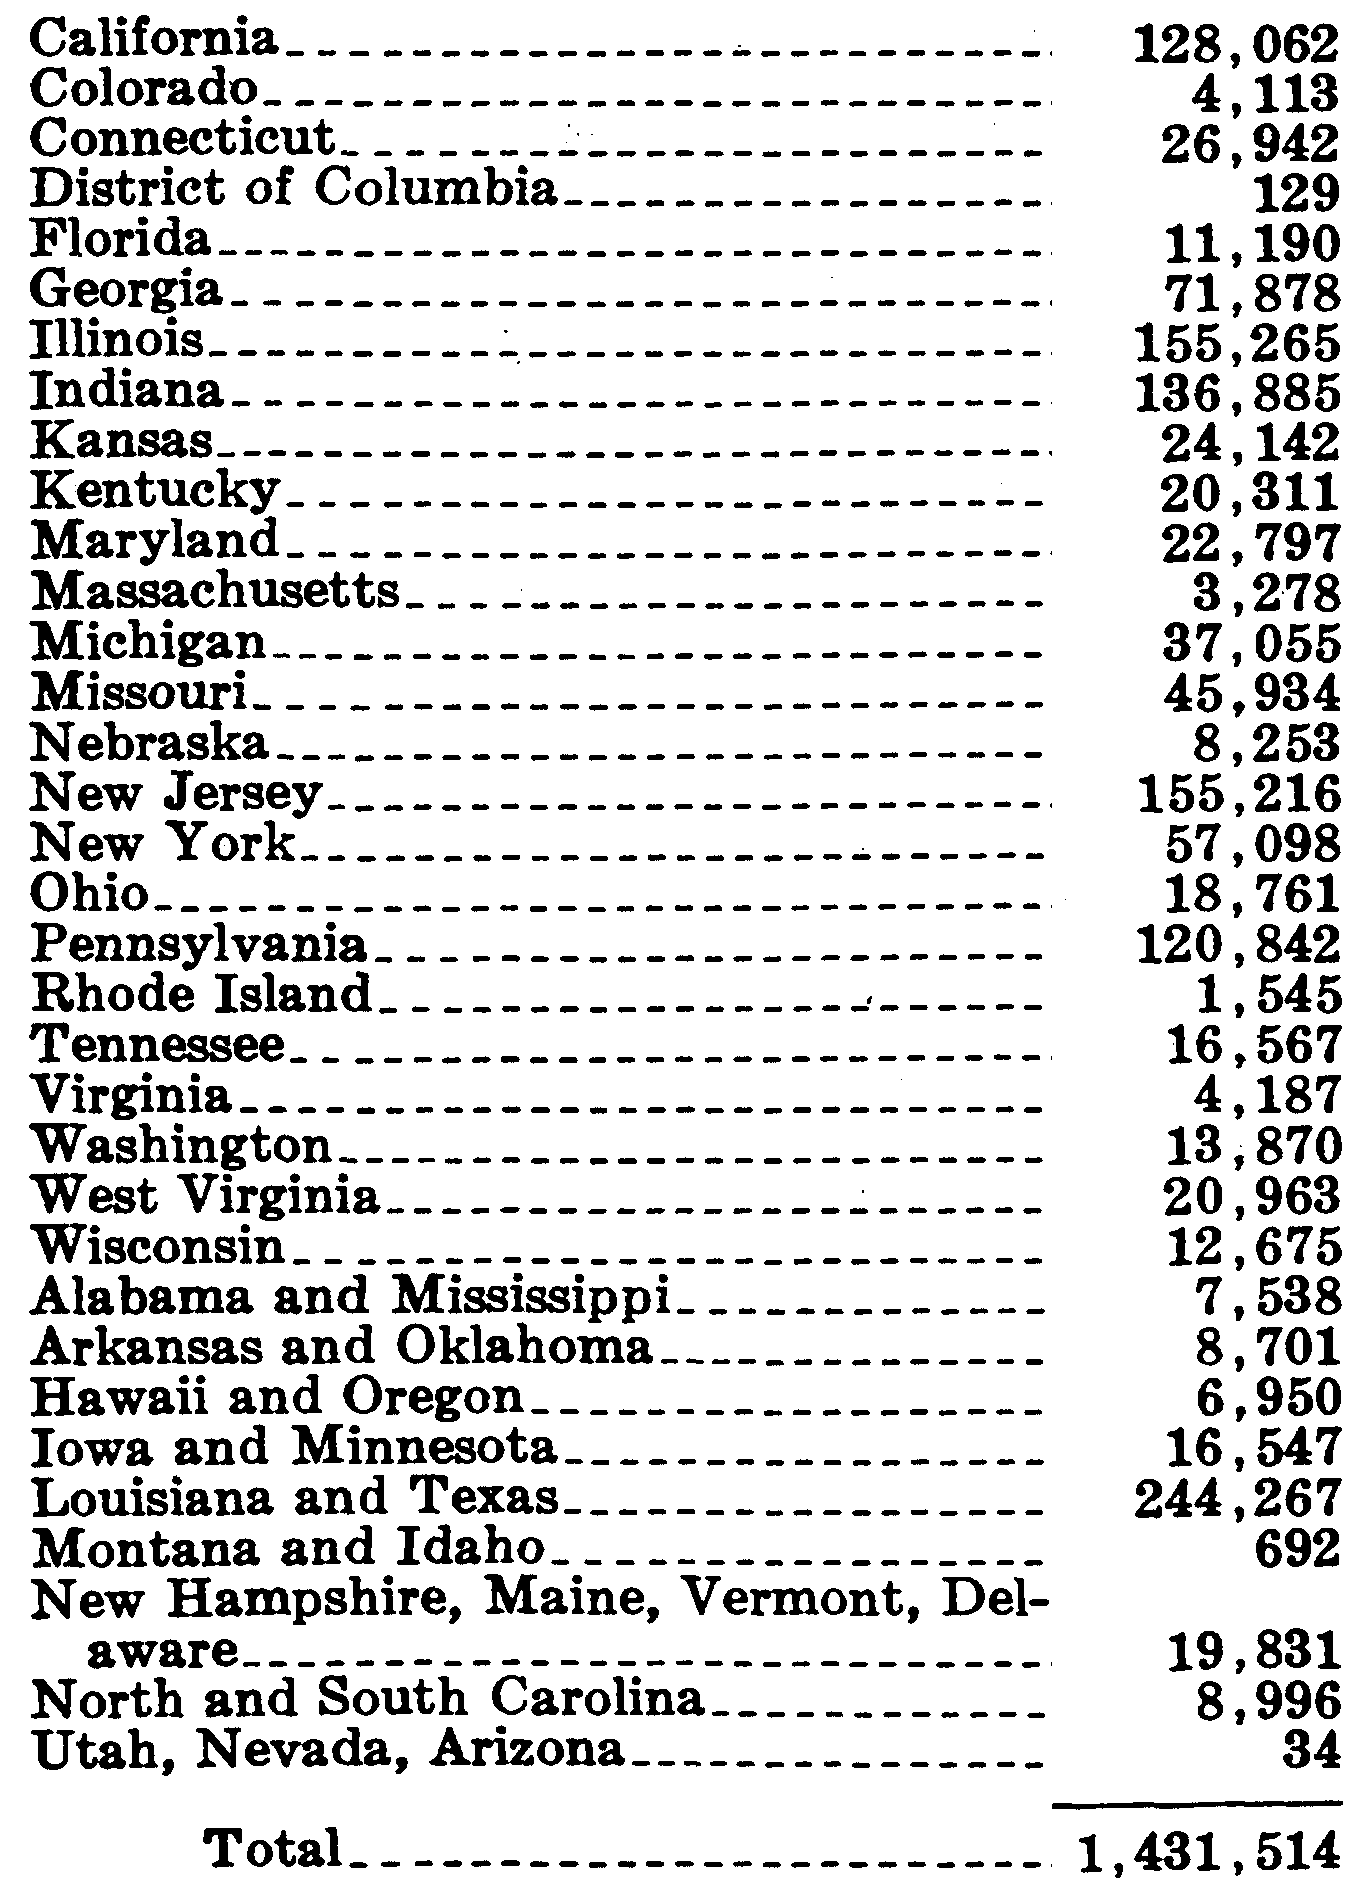 California 128,062
Colorado 4,113
Connecticut 26,942
District of Columbia 129
Florida 11,190
Georgia 71,878
Illinois 155,265
Indiana 136,885
Kansas 24,142
Kentucky 20,311
Maryland 22,797
Massachusetts 3,278
Michigan 37,055
Missouri 45,934
Nebraska 8,253
New Jersey 155,216
New York 57,098
Ohio 18,761
Pennsylvania 120,842
Rhode Island 1,545
Tennessee 16,567
Virginia 4,187
Washington 13,870
West Virginia 20,963
Wisconsin 12,675
Alabama and Mississippi 7,538
Arkansas and Oklahoma 8,701
Hawaii and Oregon 6,950
Iowa and Minnesota 16,547
Louisiana and Texas 244,267
Montana and Idaho 692
New Hampshire, Maine, Vermont, Del-
aware 19,831
North and South Carolina 8,996
Utah, Nevada, Arizona 34
Total 1,431,514